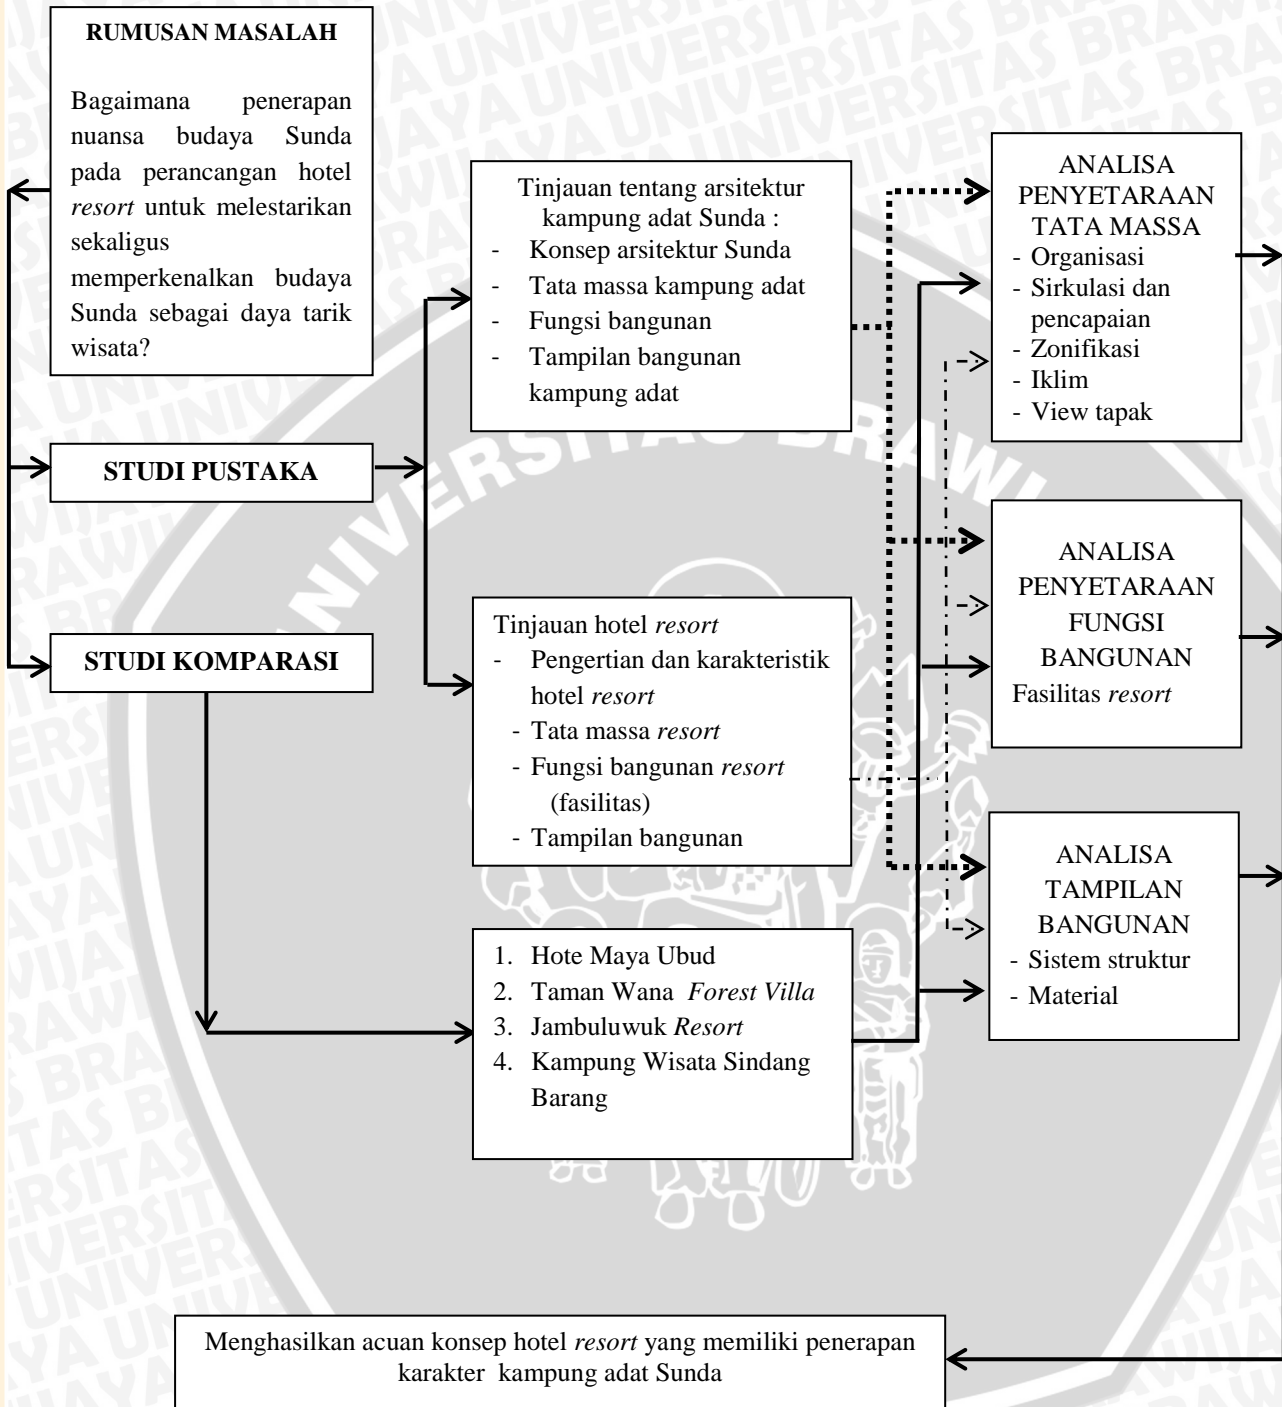 RUMUSAN MASALAH
Bagaimana penerapan
nuansa budaya Sunda
pada perancangan hotel
resort untuk melestarikan
sekaligus
memperkenalkan budaya
Sunda sebagai daya tarik
wisata?
STUDI PUSTAKA
STUDI KOMPARASI
Tinjauan tentang arsitektur
kampung adat Sunda :
- Konsep arsitektur Sunda
- Tata massa kampung adat
- Fungsi bangunan
- Tampilan bangunan
kampung adat
Tinjauan hotel resort
- Pengertian dan karakteristik
hotel resort
- Tata massa resort
- Fungsi bangunan resort
(fasilitas)
- Tampilan bangunan
1. Hote Maya Ubud
2. Taman Wana Forest Villa
3. Jambuluwuk Resort
4. Kampung Wisata Sindang
Barang
ANALISA
PENYETARAAN
TATA MASSA
- Organisasi
- Sirkulasi dan
pencapaian
- Zonifikasi
- Iklim
- View tapak
ANALISA
PENYETARAAN
FUNGSI
BANGUNAN
Fasilitas resort
ANALISA
TAMPILAN
BANGUNAN
- Sistem struktur
- Material
Menghasilkan acuan konsep hotel resort yang memiliki penerapan
karakter kampung adat Sunda